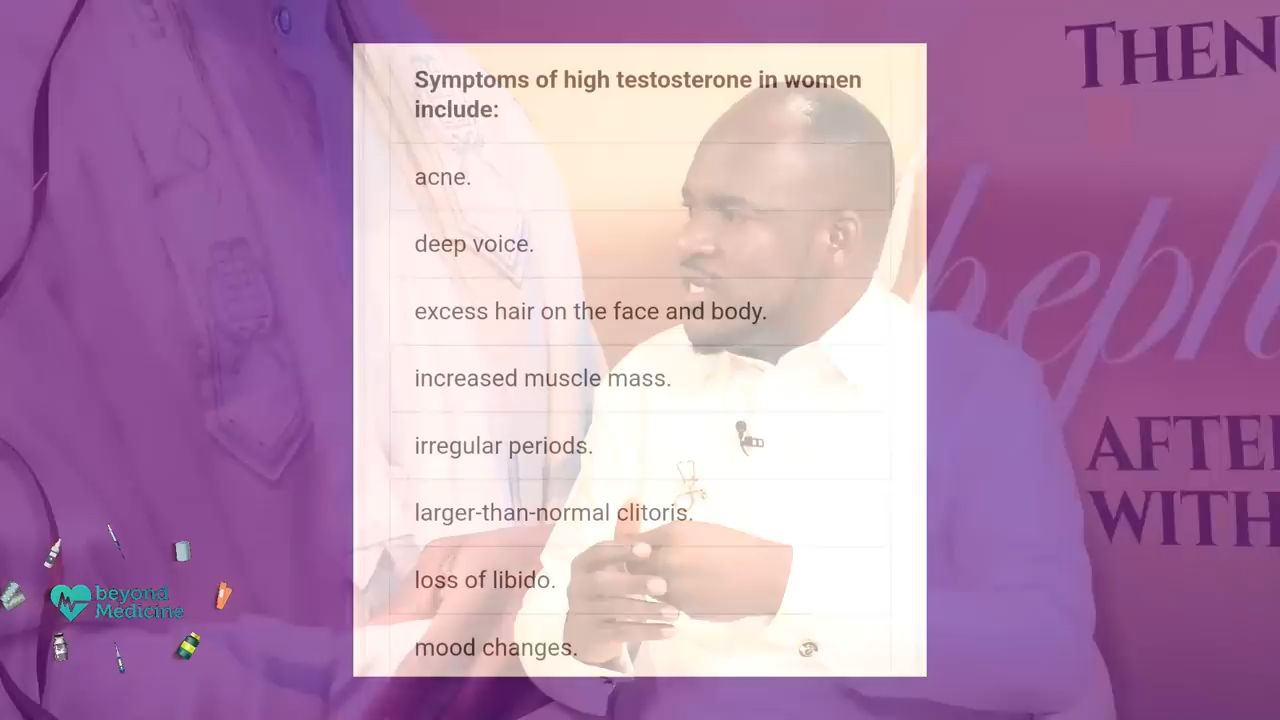 Symptoms of high testosterone in women
include:
acne.
deep voice.
excess hair on the face and body.
increased muscle mass.
irregular periods.
larger-than-normal clitoris.
loss of libido.
mood changes.
THEN
AFTE
WITH
beyond
Medicine